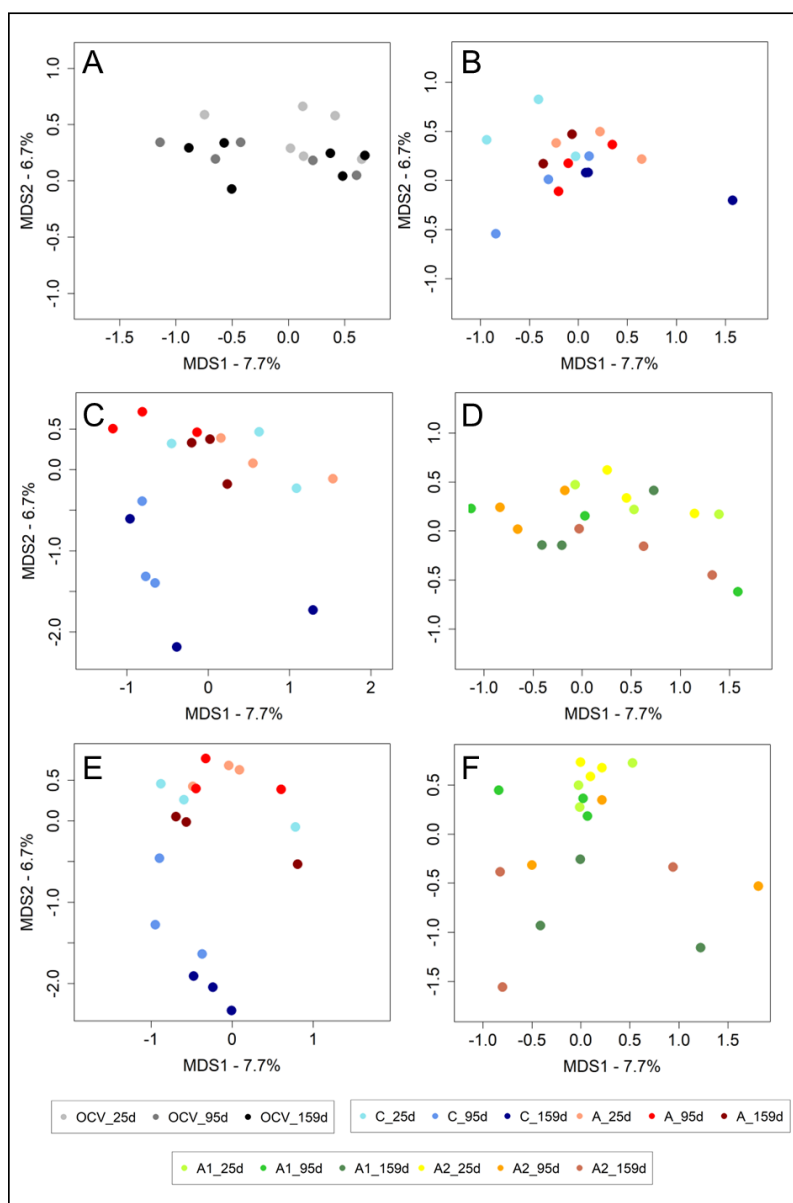 A
1.0
0.5
0.0
-1.0
MDS2 - 6.7%
-1.5 -1.0 -0.5 0.0 0.5
MDS1 - 7.7%
B
1.0
0.5
0.0
-0.5
-1.0
MDS2 - 6.7%
-1.0 -0.5 0.0 0.5 1.0 1.5
MDS1 - 7.7%
C
0.5
0.0
-1.0
-2.0
MDS2 - 6.7%
-1 0 1 2
MDS1 - 7.7%
D
1.0
0.5
0.0
-0.5
-1.0
-1.0 -0.5 0.0 0.5 1.0 1.5
MDS1 - 7.7%
E
0.5
0.0
-1.0
-2.0
MDS2 - 6.7%
-1 0 1
MDS1 - 7.7%
F
0.5
0.0
-0.5
-1.0
-1.5
-1.0 -0.5 0.0 0.5 1.0 1.5
MDS1 - 7.7%
OCV_25d OCV_95d OCV_159d
C_25d C_95d C_159d A_25d A_95d A_159d
A1_25d A1_95d A1_159d A2_25d A2_95d A2_159d